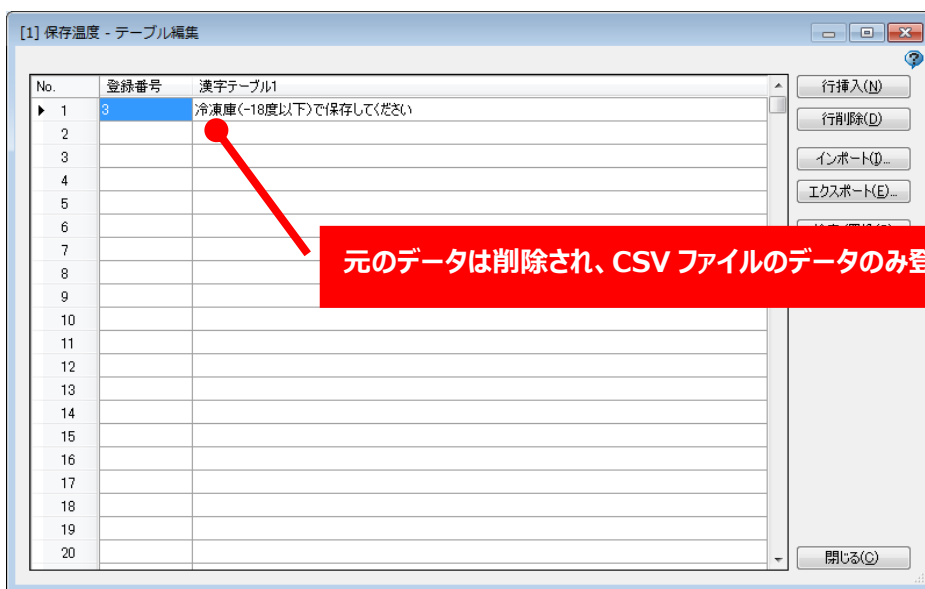 [1] 保存温度 - テーブル編集
No. 登録番号 漢字テーブル1
1 3 冷凍庫(-18度以下)で保存してください
2
3
4
5
6
7
8
9
10
11
12
13
14
15
16
17
18
19
20
行挿入(N)
行削除(D)
インポート(I)...
エクスポート(E)...
元のデータは削除され、CSV ファイルのデータのみ登
閉じる(C)